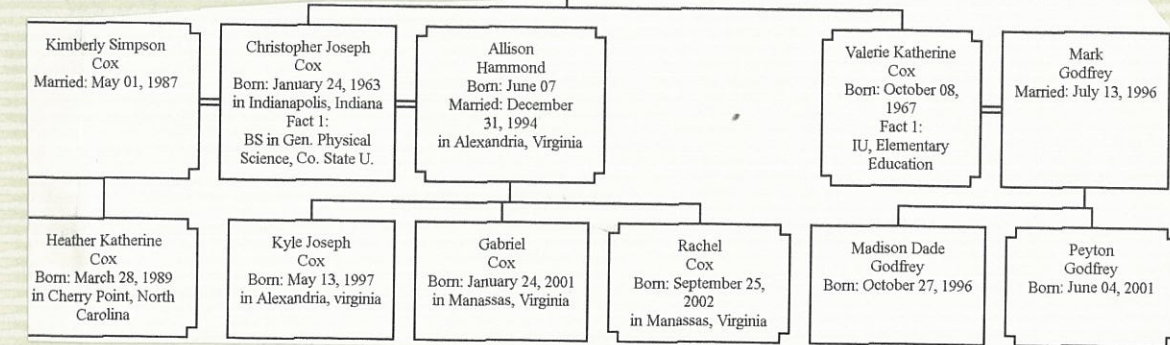 Kimberly Simpson
Cox
Married: May 01, 1987
Christopher Joseph
Cox
Born: January 24, 1963
in Indianapolis, Indiana
Fact 1:
BS in Gen. Physical
Science, Co. State U.
Allison
Hammond
Born: June 07
Married: December
31, 1994
in Alexandria, Virginia
Valerie Katherine
Cox
Born: October 08,
1967
Fact 1:
IU, Elementary
Education
Mark
Godfrey
Married: July 13, 1996
Heather Katherine
Cox
Born: March 28, 1989
in Cherry Point, North
Carolina
Kyle Joseph
Cox
Born: May 13, 1997
in Alexandria, virginia
Gabriel
Cox
Born: January 24, 2001
in Manassas, Virginia
Rachel
Cox
Born: September 25,
2002
in Manassas, Virginia
Madison Dade
Godfrey
Born: October 27, 1996
Peyton
Godfrey
Born: June 04, 2001